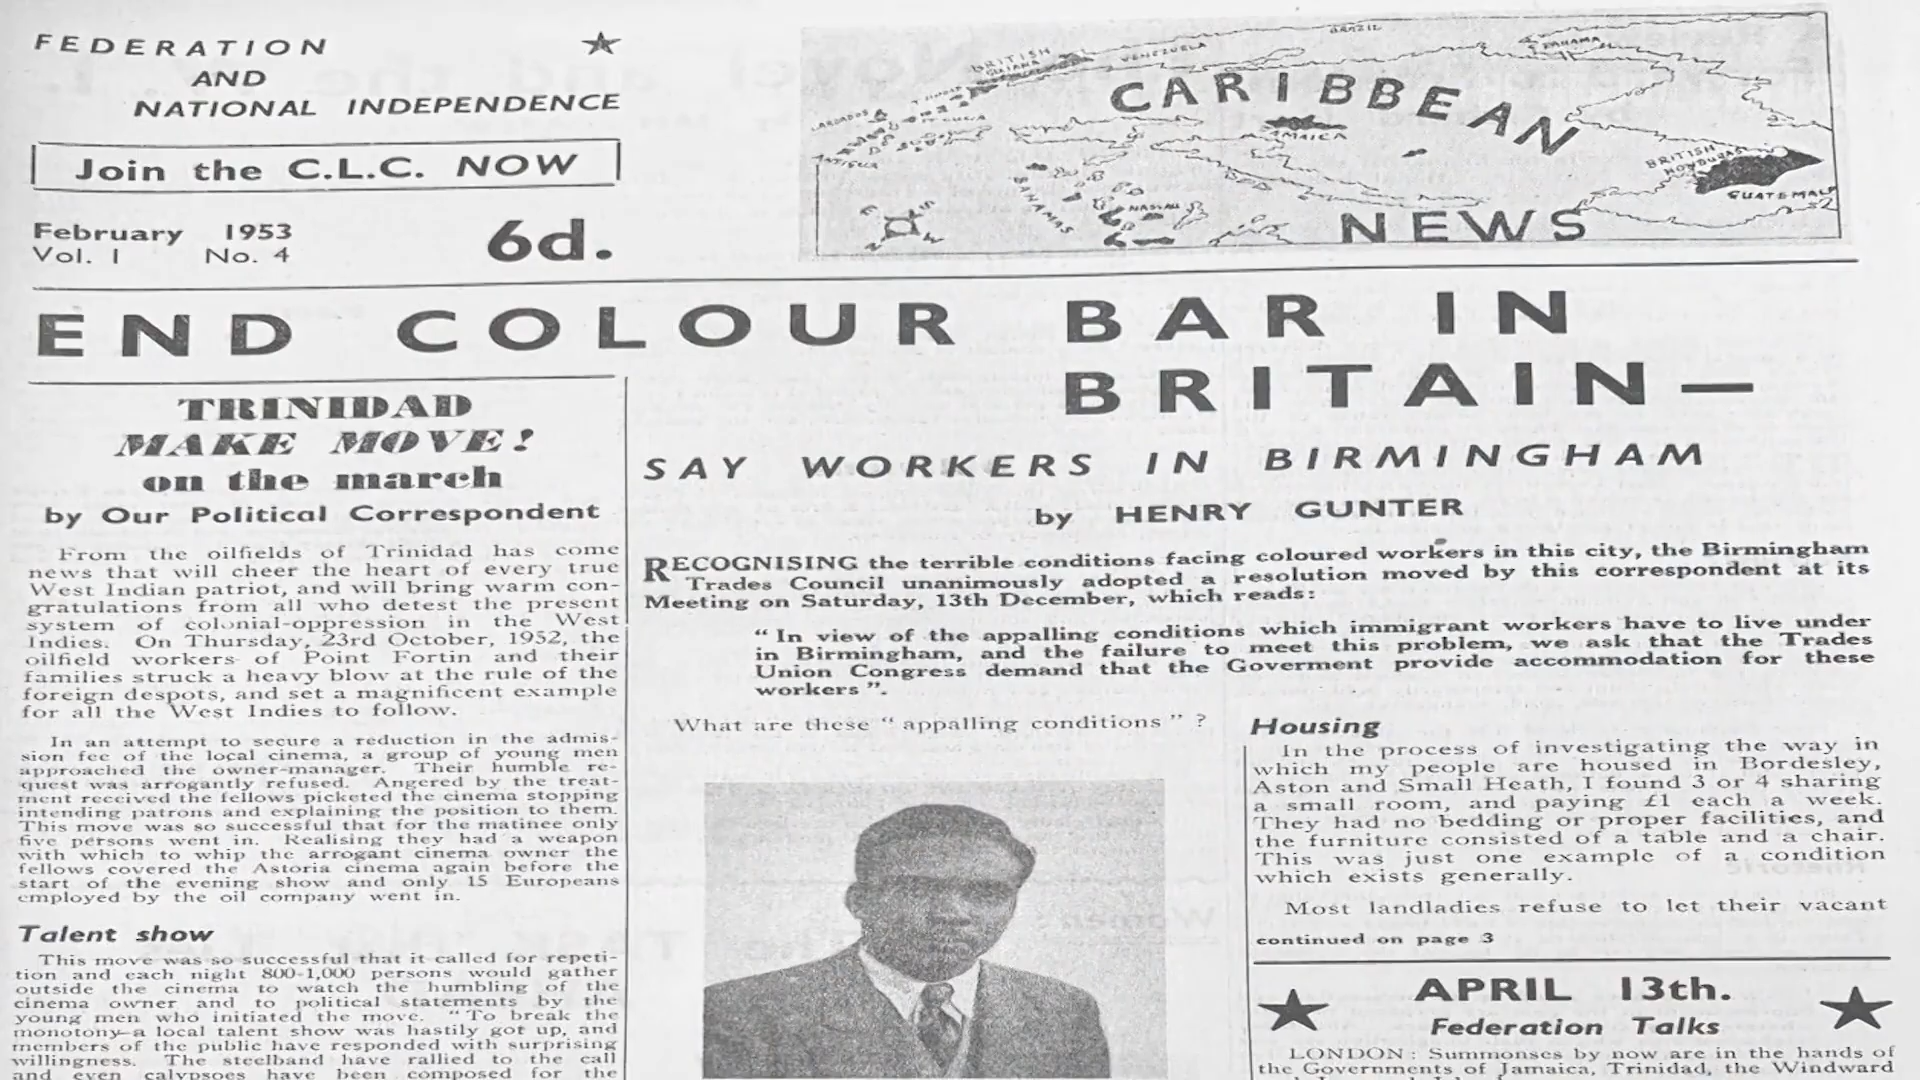 FEDERATION
AND
NATIONAL INDEPENDENCE
Join the C.L.C. NOW
February 1953
Vol. 1 No. 4
6d.
BRITISH
GUIANA
VENEZUELA
BRAZIL
PANAMA
CARIBBEAN
ANTIGUA
JAMAICA
BAHAMAS
NASSAU
BRITISH
HONDURAS
GUATEMALA
NEWS
END COLOUR BAR IN
BRITAIN—
SAY WORKERS IN BIRMINGHAM
by HENRY GUNTER
TRINIDAD
MAKE MOVE!
on the march
by Our Political Correspondent
From the oilfields of Trinidad has come
news that will cheer the heart of every true
West Indian patriot, and will bring warm con-
gratulations from all who detest the present
system of colonial-oppression in the West
Indies. On Thursday, 23rd October, 1952, the
oilfield workers of Point Fortin and their
families struck a heavy blow at the rule of the
foreign despots, and set a magnificent example
for all the West Indies to follow.
In an attempt to secure a reduction in the admis-
sion fee of the local cinema, a group of young men
approached the owner-manager. Their humble re-
quest was arrogantly refused. Angered by the treat-
ment received the fellows picketed the cinema stopping
intending patrons and explaining the position to them.
This move was so successful that for the matinee only
five persons went in. Realising they had a weapon
with which to whip the arrogant cinema owner the
fellows covered the Astoria cinema again before the
start of the evening show and only 15 Europeans
employed by the oil company went in.
Talent show
This move was so successful that it called for repeti-
tion and each night 800-1,000 persons would gather
outside the cinema to watch the humbling of the
cinema owner and to political statements by the
young men who initiated the move. "To break the
monotony—a local talent show was hastily got up, and
members of the public have responded with surprising
willingness. The steelband have rallied to the call
and even calypsoes have been composed for the
RECOGNISING the terrible conditions facing coloured workers in this city, the Birmingham
Trades Council unanimously adopted a resolution moved by this correspondent at its
Meeting on Saturday, 13th December, which reads:
"In view of the appalling conditions which immigrant workers have to live under
in Birmingham, and the failure to meet this problem, we ask that the Trades
Union Congress demand that the Goverment provide accommodation for these
workers".
What are these "appalling conditions"?
Housing
In the process of investigating the way in
which my people are housed in Bordesley,
Aston and Small Heath, I found 3 or 4 sharing
a small room, and paying £1 each a week.
They had no bedding or proper facilities, and
the furniture consisted of a table and a chair.
This was just one example of a condition
which exists generally.
Most landladies refuse to let their vacant
continued on page 3
APRIL 13th.
Federation Talks
LONDON: Summonses by now are in the hands of
the Governments of Jamaica, Trinidad, the Windward